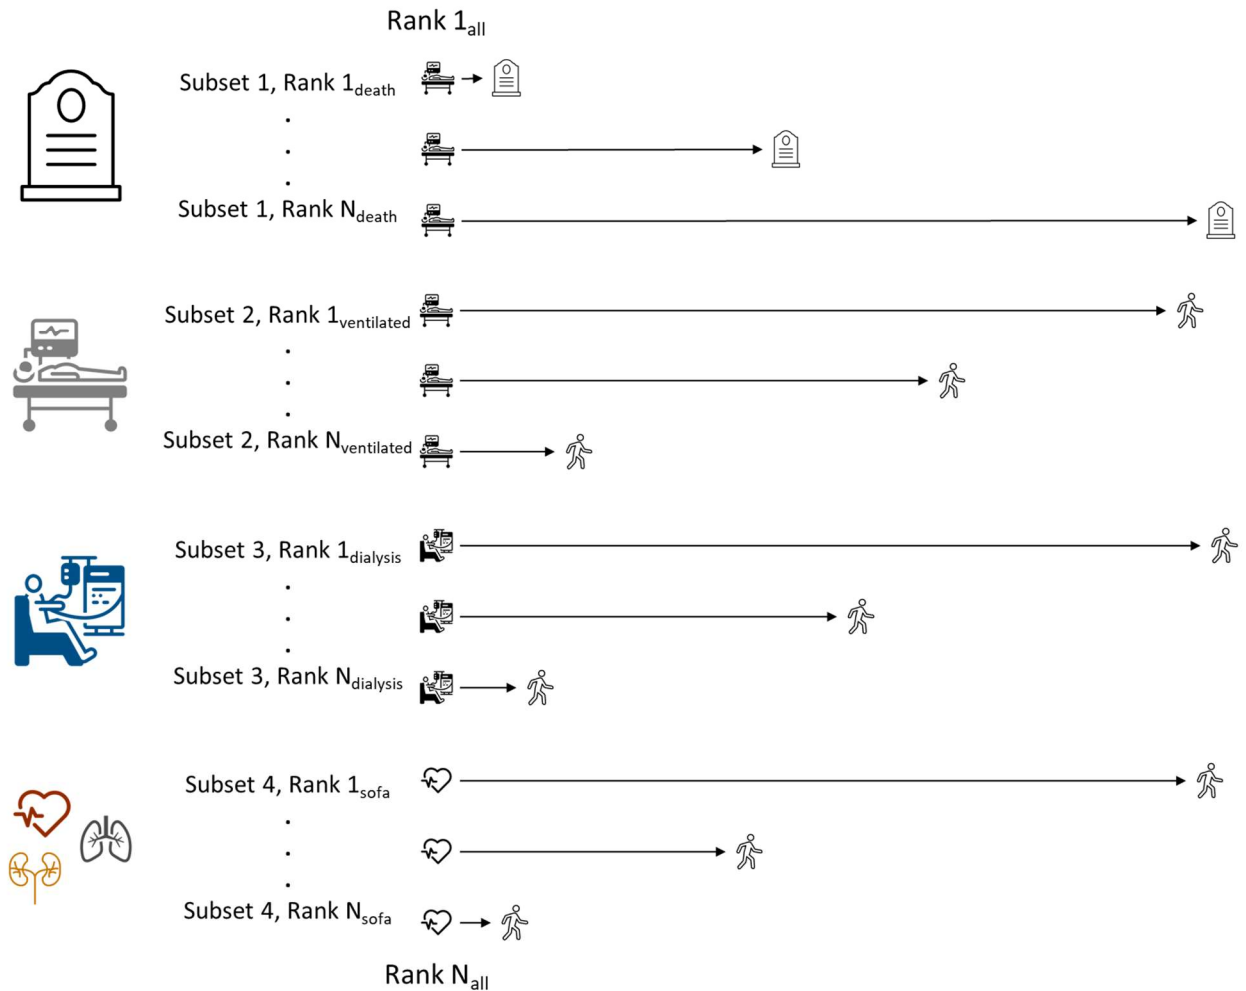 Rank 1all
Subset 1, Rank 1death
Subset 1, Rank Ndeath
Subset 2, Rank 1ventilated
Subset 2, Rank Nventilated
Subset 3, Rank 1dialysis
Subset 3, Rank Ndialysis
Subset 4, Rank 1sofa
Subset 4, Rank Nsofa
Rank Nall